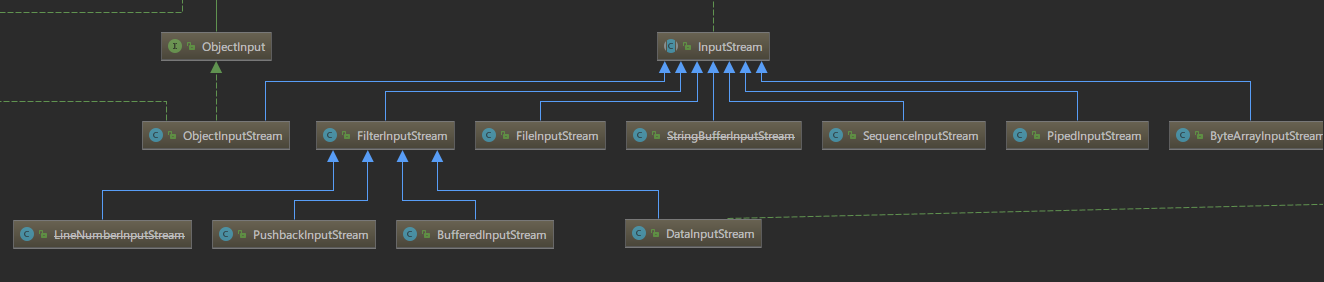 ObjectInput
InputStream
ObjectInputStream
FilterInputStream
FileInputStream
StringBufferInputStream
SequenceInputStream
PipedInputStream
ByteArrayInputStream
LineNumberInputStream
PushbackInputStream
BufferedInputStream
DataInputStream